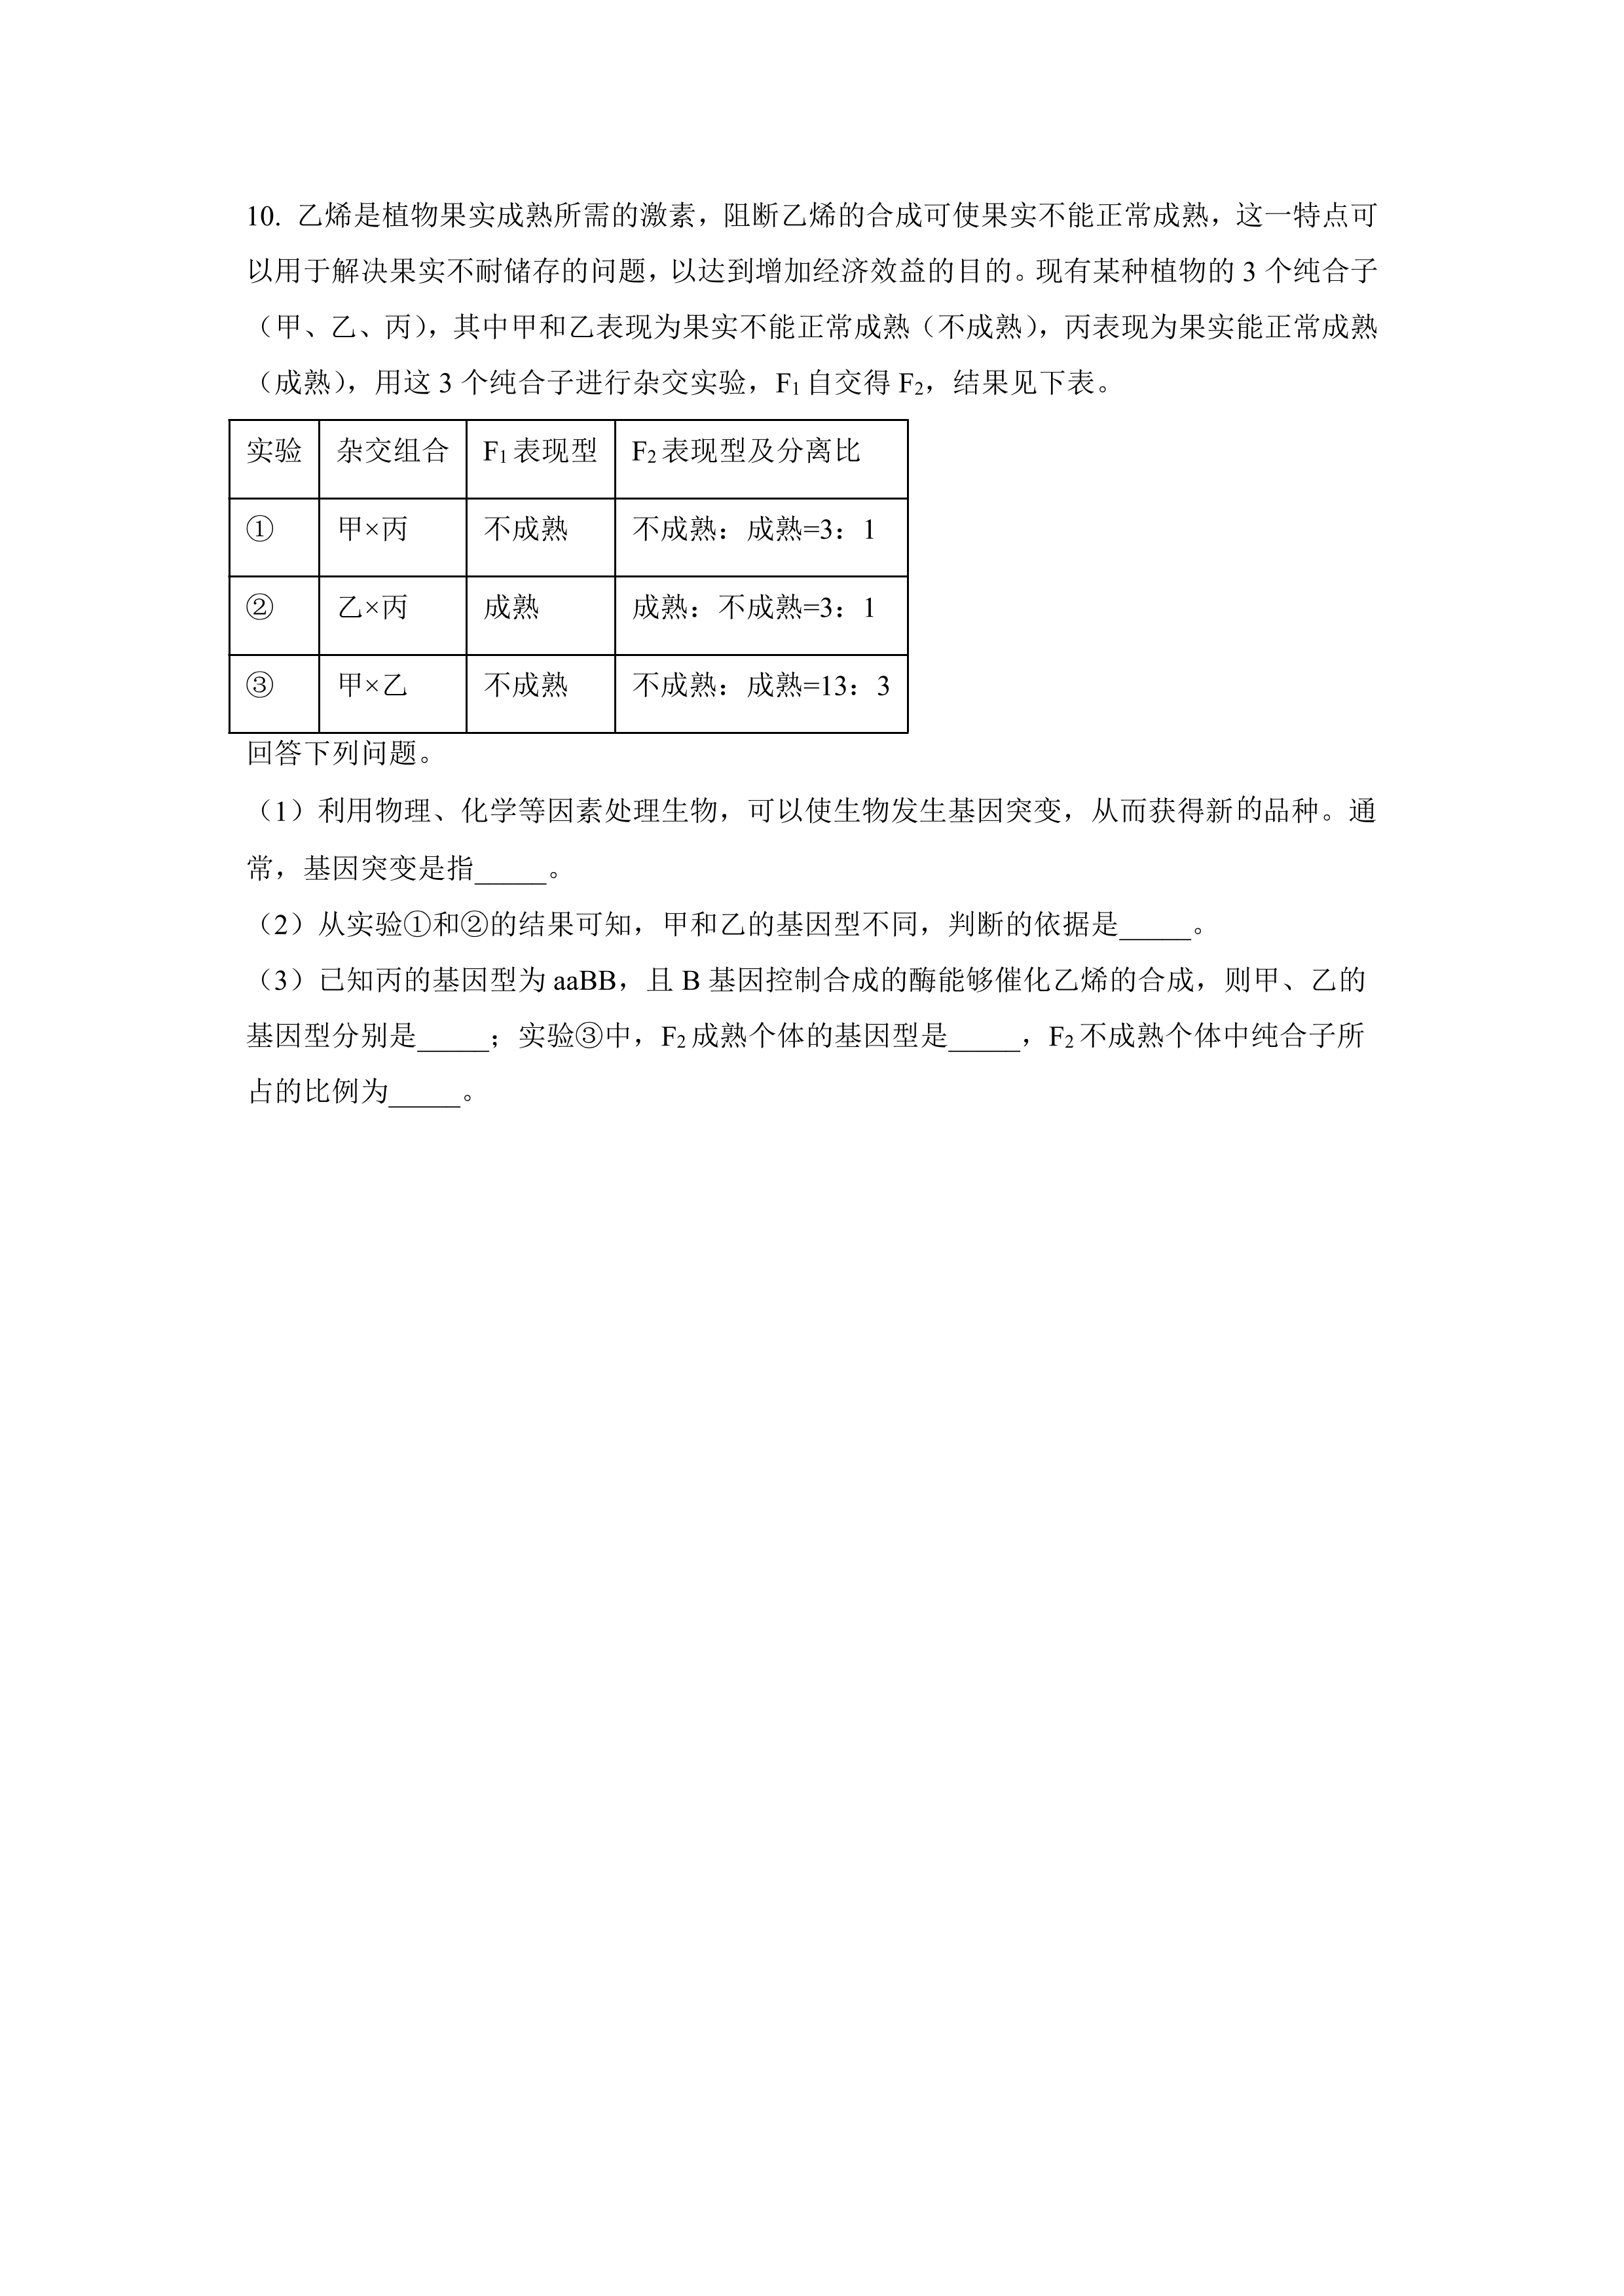 10. 乙烯是植物果实成熟所需的激素，阻断乙烯的合成可使果实不能正常成熟，这一特点可
以用于解决果实不耐储存的问题，以达到增加经济效益的目的。现有某种植物的 3 个纯合子
（甲、乙、丙），其中甲和乙表现为果实不能正常成熟（不成熟），丙表现为果实能正常成熟
（成熟），用这 3 个纯合子进行杂交实验，F₁自交得 F₂，结果见下表。
实验 杂交组合 F₁表现型 F₂表现型及分离比
① 甲×丙 不成熟 不成熟：成熟=3：1
② 乙×丙 成熟 成熟：不成熟=3：1
③ 甲×乙 不成熟 不成熟：成熟=13：3
回答下列问题。
（1）利用物理、化学等因素处理生物，可以使生物发生基因突变，从而获得新的品种。通
常，基因突变是指_____。
（2）从实验①和②的结果可知，甲和乙的基因型不同，判断的依据是_____。
（3）已知丙的基因型为 aaBB，且 B 基因控制合成的酶能够催化乙烯的合成，则甲、乙的
基因型分别是_____；实验③中，F₂成熟个体的基因型是_____，F₂不成熟个体中纯合子所
占的比例为_____。